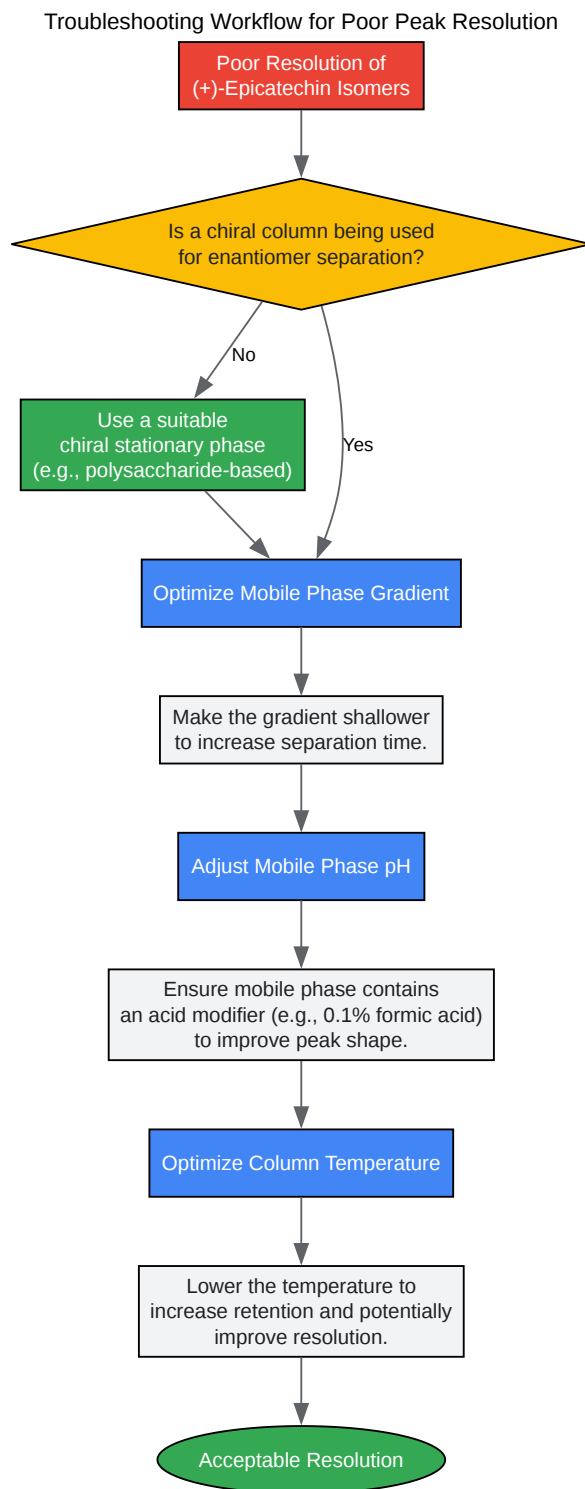 Troubleshooting Workflow for Poor Peak Resolution
Poor Resolution of
(+)-Epicatechin Isomers
Is a chiral column being used
for enantiomer separation?
No
Yes
Use a suitable
chiral stationary phase
(e.g., polysaccharide-based)
Optimize Mobile Phase Gradient
Make the gradient shallower
to increase separation time.
Adjust Mobile Phase pH
Ensure mobile phase contains
an acid modifier (e.g., 0.1% formic acid)
to improve peak shape.
Optimize Column Temperature
Lower the temperature to
increase retention and potentially
improve resolution.
Acceptable Resolution